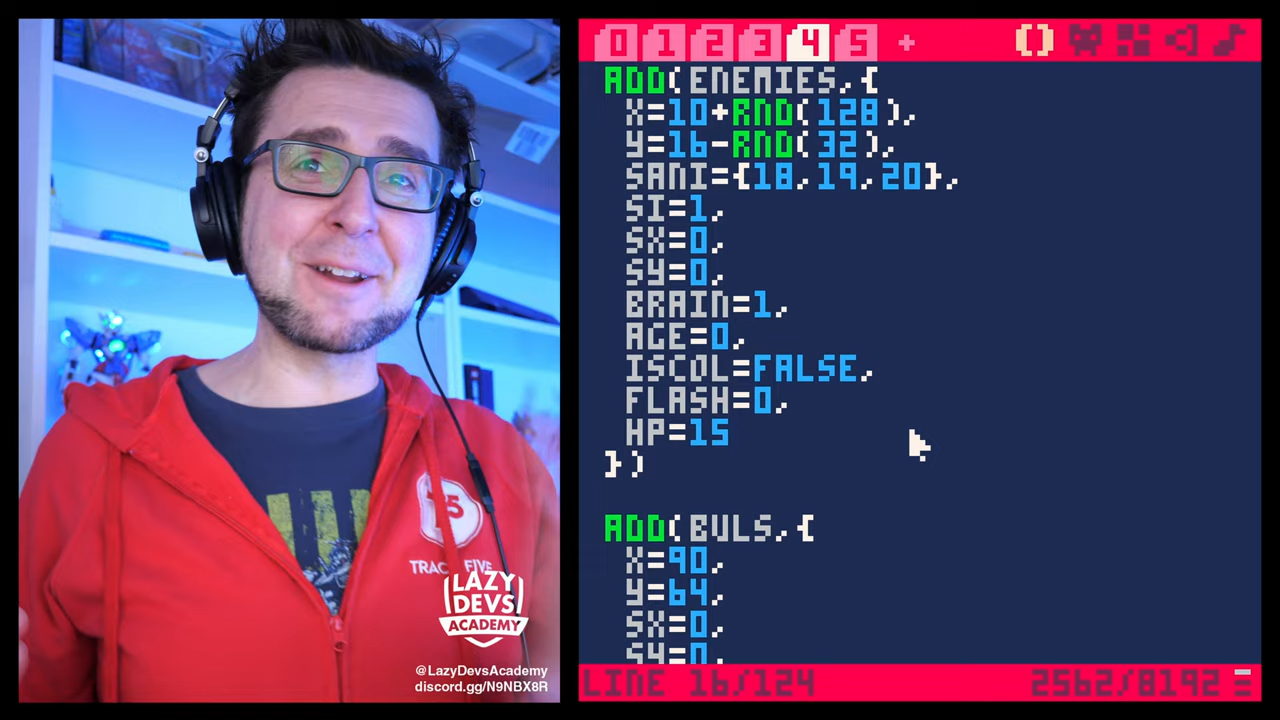 TRACK FIVE
LAZY
DEVS
ACADEMY
@LazyDevsAcademy
discord.gg/N9NBX8R
0 1 2 3 4 5 +
ADD(ENEMIES,{
X=10+RND(128),
Y=16-RND(32),
SANI={18,19,20},
SI=1,
SX=0,
SY=0,
BRAIN=1,
AGE=0,
ISCOL=FALSE,
FLASH=0,
HP=15
})
ADD(BULS,{
X=90,
Y=64,
SX=0,
SY=0,
LINE 16/124
2562/8192